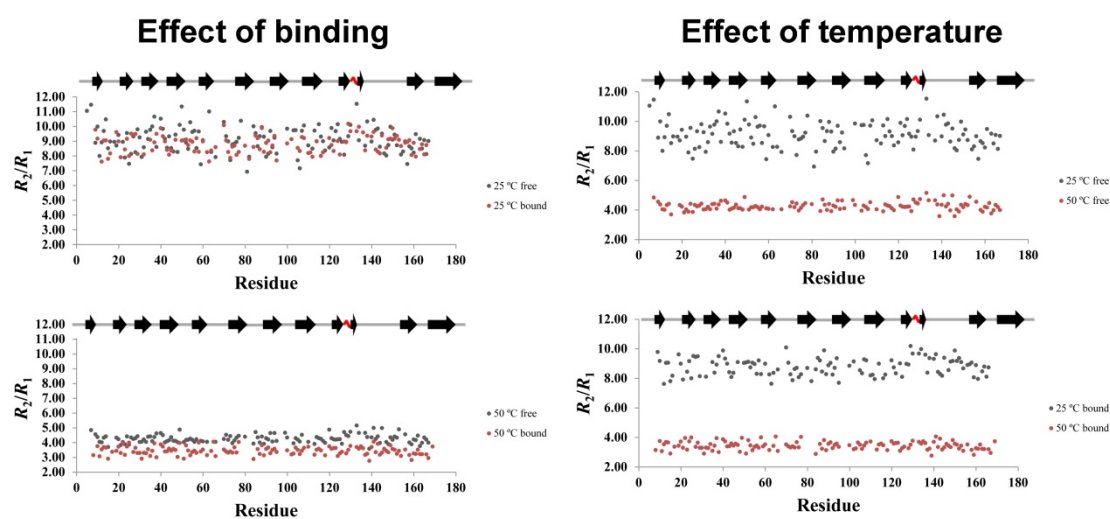 Effect of binding
Effect of temperature
12.00
11.00
10.00
9.00
8.00
7.00
6.00
5.00
4.00
3.00
2.00
R2/R1
0 20 40 60 80 100 120 140 160 180
Residue
25 ºC free
25 ºC bound
12.00
10.00
8.00
6.00
4.00
2.00
R2/R1
0 20 40 60 80 100 120 140 160 180
Residue
25 ºC free
50 ºC free
12.00
11.00
10.00
9.00
8.00
7.00
6.00
5.00
4.00
3.00
2.00
R2/R1
0 20 40 60 80 100 120 140 160 180
Residue
50 ºC free
50 ºC bound
12.00
10.00
8.00
6.00
4.00
2.00
R2/R1
0 20 40 60 80 100 120 140 160 180
Residue
25 ºC bound
50 ºC bound